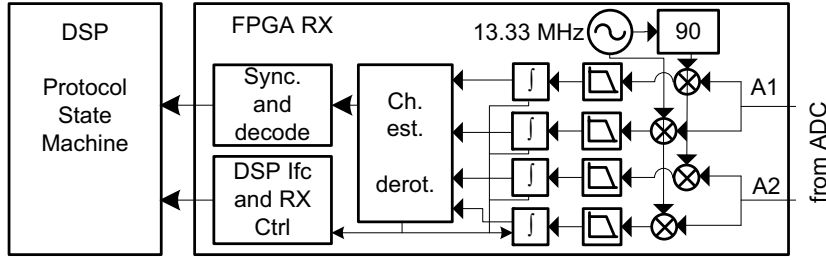 DSP
Protocol
State
Machine
FPGA RX
13.33 MHz
90
Sync.
and
decode
DSP Ifc
and RX
Ctrl
Ch.
est.
derot.
∫
∫
∫
∫
A1
A2
from ADC